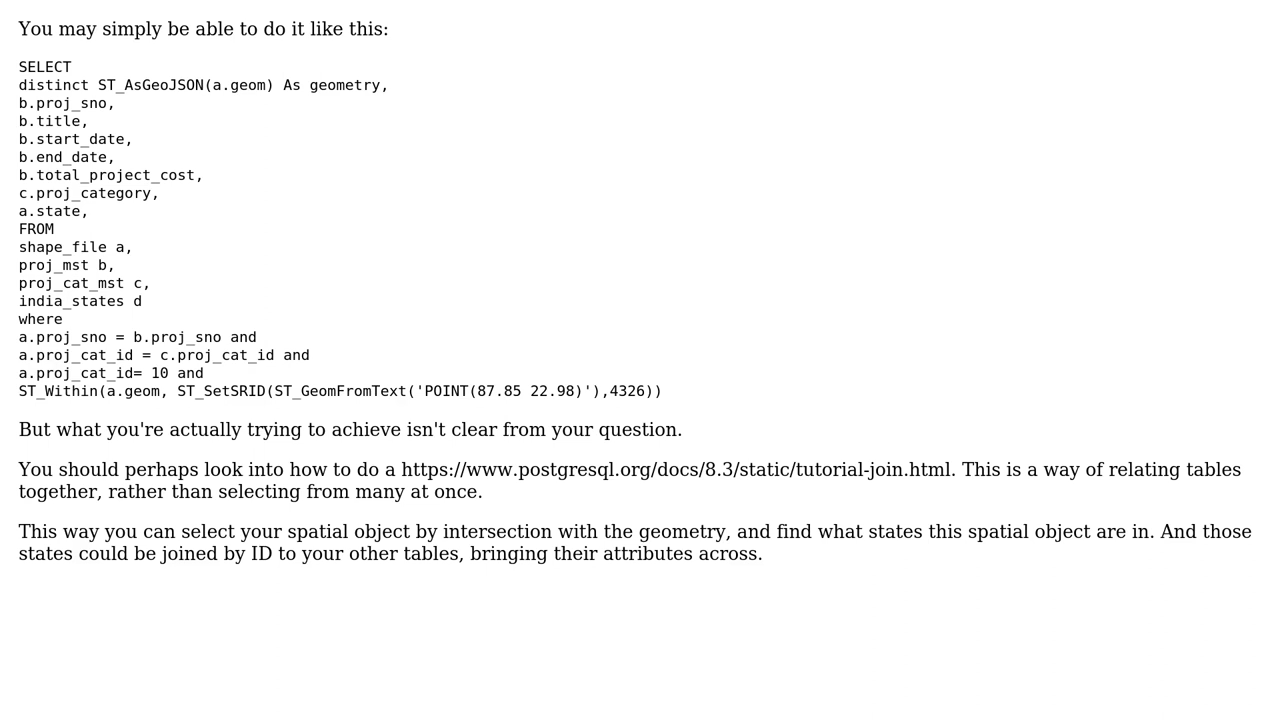 You may simply be able to do it like this:
SELECT
distinct ST_AsGeoJSON(a.geom) As geometry,
b.proj_sno,
b.title,
b.start_date,
b.end_date,
b.total_project_cost,
c.proj_category,
a.state,
FROM
shape_file a,
proj_mst b,
proj_cat_mst c,
india_states d
where
a.proj_sno = b.proj_sno and
a.proj_cat_id = c.proj_cat_id and
a.proj_cat_id= 10 and
ST_Within(a.geom, ST_SetSRID(ST_GeomFromText('POINT(87.85 22.98)'),4326))
But what you're actually trying to achieve isn't clear from your question.
You should perhaps look into how to do a https://www.postgresql.org/docs/8.3/static/tutorial-join.html. This is a way of relating tables
together, rather than selecting from many at once.
This way you can select your spatial object by intersection with the geometry, and find what states this spatial object are in. And those
states could be joined by ID to your other tables, bringing their attributes across.